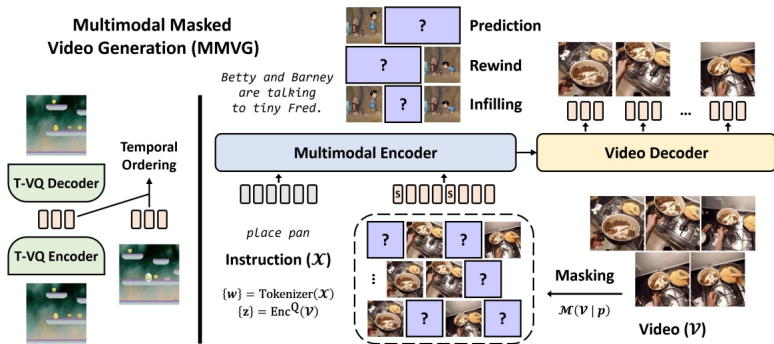 Multimodal Masked
Video Generation (MMVG)
T-VQ Decoder
Temporal
Ordering
T-VQ Encoder
Betty and Barney
are talking
to tiny Fred.
?
Prediction
?
Rewind
?
Infilling
Multimodal Encoder
Video Decoder
...
S
S
place pan
Instruction (𝒳)
{w} = Tokenizer(𝒳)
{z} = Enc^Q(𝒱)
?
?
?
⋮
?
?
?
Masking
ℳ(𝒱 | p)
Video (𝒱)